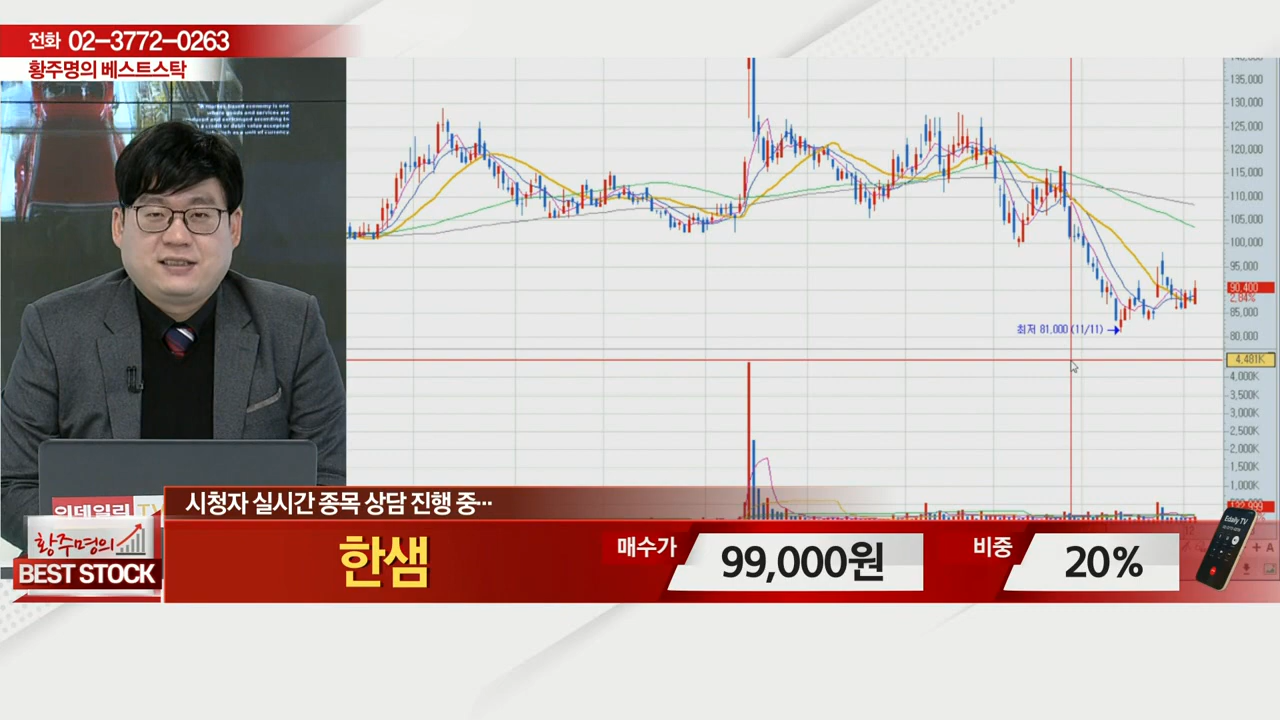 전화 02-3772-0263
황주명의 베스트스탁
135,000
130,000
125,000
120,000
115,000
110,000
105,000
100,000
95,000
90,400
2.84%
85,000
최저 81,000 (11/11)
80,000
4,481K
4,000K
3,500K
3,000K
2,500K
2,000K
1,500K
1,000K
시청자 실시간 종목 상담 진행 중…
황주명의
BEST STOCK
한샘
매수가 99,000원
비중 20%
Edaily TV